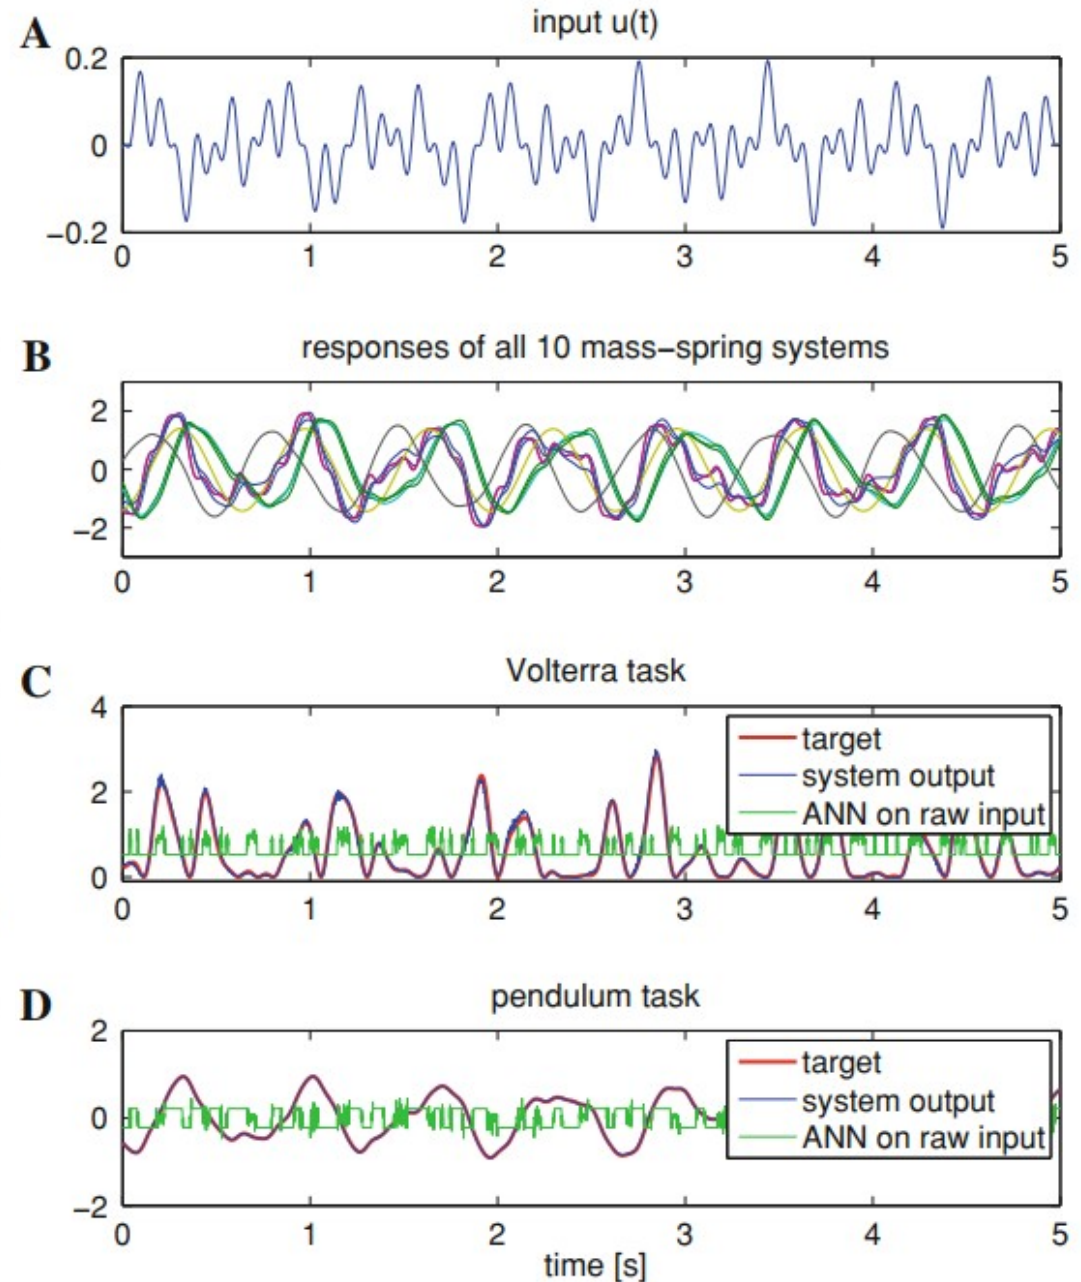 A
input u(t)
0.2
0
−0.2
0 1 2 3 4 5
B
responses of all 10 mass−spring systems
2
0
−2
0 1 2 3 4 5
C
Volterra task
4
2
0
target
system output
ANN on raw input
0 1 2 3 4 5
D
pendulum task
2
0
−2
target
system output
ANN on raw input
0 1 2 3 4 5
time [s]